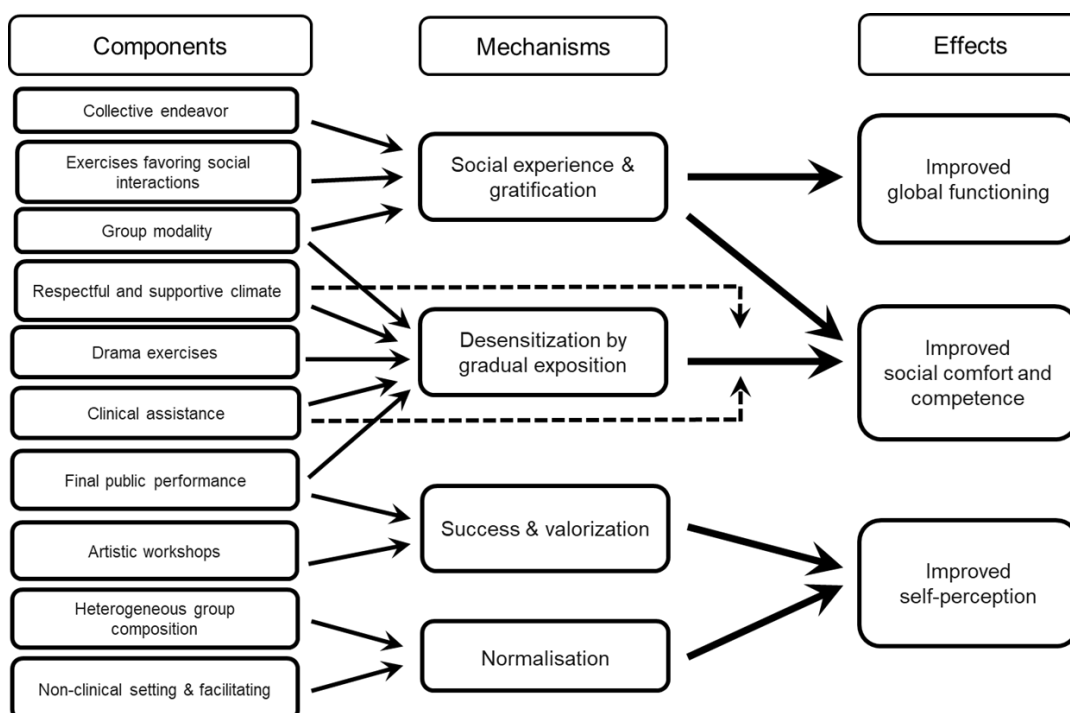 Components
Mechanisms
Effects
Collective endeavor
Exercises favoring social
interactions
Group modality
Respectful and supportive climate
Drama exercises
Clinical assistance
Final public performance
Artistic workshops
Heterogeneous group
composition
Non-clinical setting & facilitating
Social experience &
gratification
Desensitization by
gradual exposition
Success & valorization
Normalisation
Improved
global functioning
Improved
social comfort and
competence
Improved
self-perception